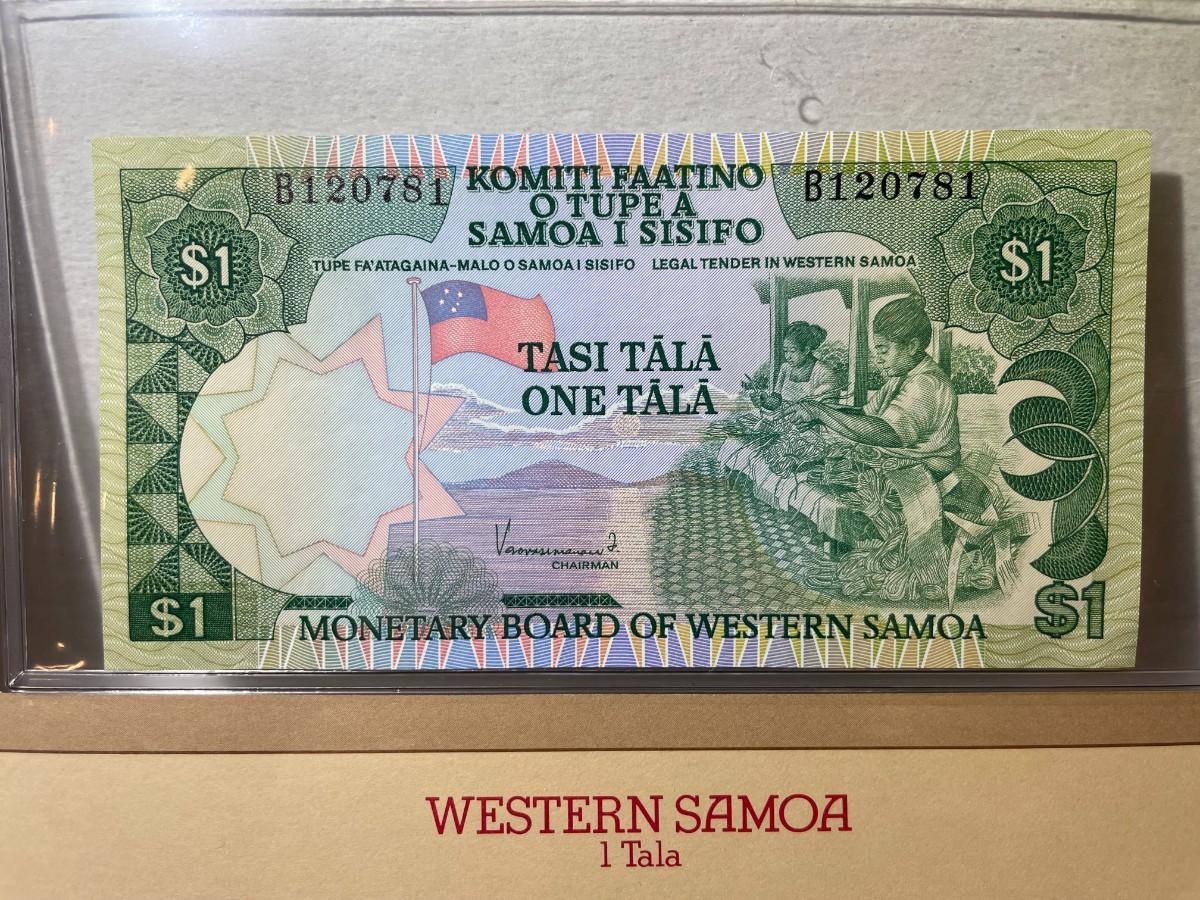 B120781 KOMITI FAATINO B120781
O TUPE A
SAMOA I SISIFO
$1 $1
TUPE FA'ATAGAINA-MALO O SAMOA I SISIFO LEGAL TENDER IN WESTERN SAMOA
TASI TĀLĀ
ONE TĀLĀ
CHAIRMAN
$1 $1
MONETARY BOARD OF WESTERN SAMOA
WESTERN SAMOA
1 Tala